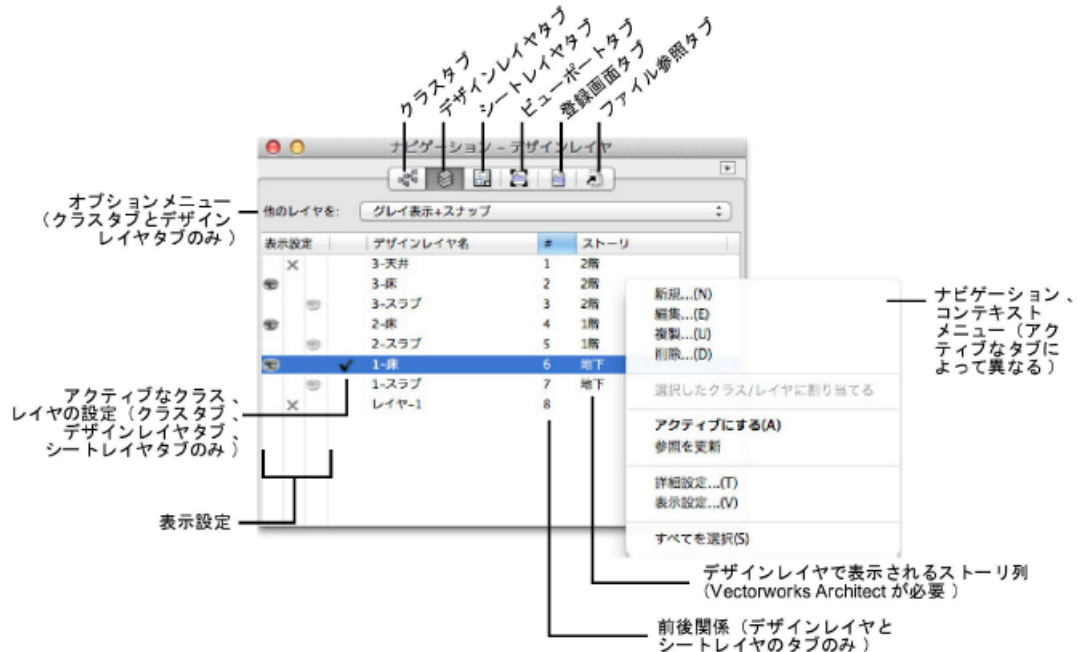 クラスタブ
デザインレイヤタブ
シートレイヤタブ
ビューポートタブ
登録画面タブ
ファイル参照タブ
ナビゲーション – デザインレイヤ
オプションメニュー
（クラスタブとデザイン
レイヤタブのみ ）
他のレイヤを:
グレイ表示+スナップ
表示設定
デザインレイヤ名
#
ストーリ
3-天井 1 2階
3-床 2 2階
3-スラブ 3 2階
2-床 4 1階
2-スラブ 5 1階
1-床 6 地下
1-スラブ 7 地下
レイヤ-1 8
新規...(N)
編集...(E)
複製...(U)
削除...(D)
選択したクラス/レイヤに割り当てる
アクティブにする(A)
参照を更新
詳細設定...(T)
表示設定...(V)
すべてを選択(S)
ナビゲーション 、
コンテキスト
メニュー（アク
ティブなタブに
よって異なる ）
アクティブなクラス 、
レイヤの設定（クラスタブ 、
デザインレイヤタブ 、
シートレイヤタブのみ ）
表示設定
デザインレイヤで表示されるストーリ列
（Vectorworks Architect が必要 ）
前後関係（デザインレイヤと
シートレイヤのタブのみ ）